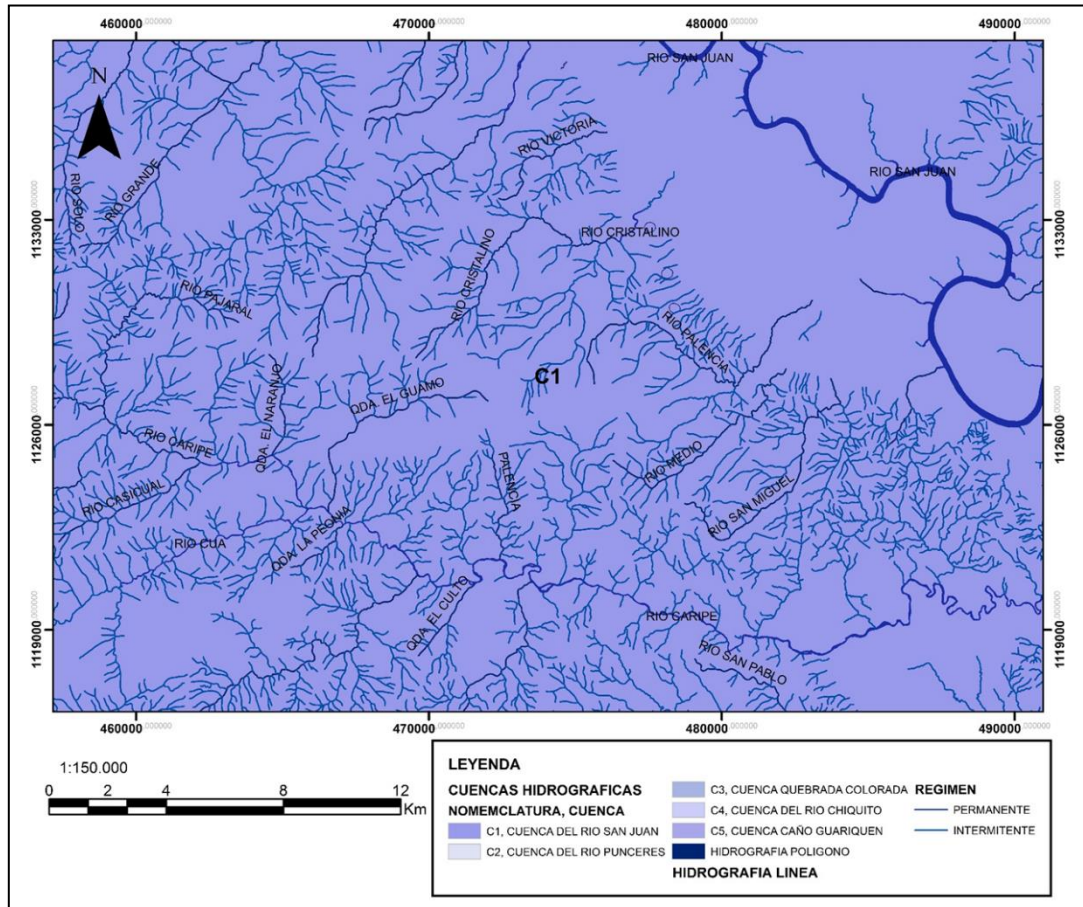 460000.000000 470000.000000 480000.000000 490000.000000
N
RIO SAN JUAN
RIO VICTORIA
RIO SAN JUAN
RIO GRANDE
1133000.000000
1133000.000000
RIO CRISTALINO
RIO CRISTALINO
RIO PAJARAL
RIO PALENCIA
C1
QDA. EL NARANJO
QDA. EL GUAMO
1126000.000000
1126000.000000
RIO CARIPE
PALENCIA
RIO MEDIO
RIO CASICUAL
RIO SAN MIGUEL
RIO CUA
QDA. LA PEONIA
QDA. EL CULTO
RIO CARIPE
1119000.000000
1119000.000000
RIO SAN PABLO
460000.000000 470000.000000 480000.000000 490000.000000
1:150.000
0 2 4 8 12
Km
LEYENDA
CUENCAS HIDROGRAFICAS
NOMEMCLATURA, CUENCA
C1, CUENCA DEL RIO SAN JUAN
C2, CUENCA DEL RIO PUNCERES
C3, CUENCA QUEBRADA COLORADA
C4, CUENCA DEL RIO CHIQUITO
C5, CUENCA CAÑO GUARIQUEN
HIDROGRAFIA POLIGONO
HIDROGRAFIA LINEA
REGIMEN
PERMANENTE
INTERMITENTE